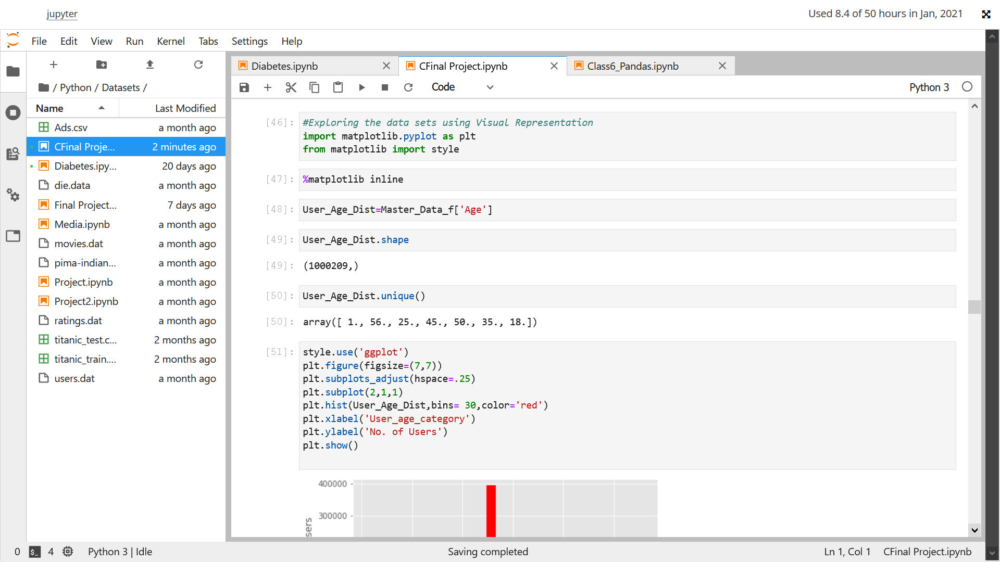 jupyter
Used 8.4 of 50 hours in Jan, 2021
File Edit View Run Kernel Tabs Settings Help
/ Python / Datasets /
Name Last Modified
Ads.csv a month ago
CFinal Proje... 2 minutes ago
Diabetes.ipy... 20 days ago
die.data a month ago
Final Project... 7 days ago
Media.ipynb a month ago
movies.dat a month ago
pima-indian... a month ago
Project.ipynb a month ago
Project2.ipynb a month ago
ratings.dat a month ago
titanic_test.c... 2 months ago
titanic_train.... 2 months ago
users.dat a month ago
Diabetes.ipynb CFinal Project.ipynb Class6_Pandas.ipynb
Code Python 3
[46]: #Exploring the data sets using Visual Representation
import matplotlib.pyplot as plt
from matplotlib import style
[47]: %matplotlib inline
[48]: User_Age_Dist=Master_Data_f['Age']
[49]: User_Age_Dist.shape
[49]: (1000209,)
[50]: User_Age_Dist.unique()
[50]: array([ 1., 56., 25., 45., 50., 35., 18.])
[51]: style.use('ggplot')
plt.figure(figsize=(7,7))
plt.subplots_adjust(hspace=.25)
plt.subplot(2,1,1)
plt.hist(User_Age_Dist,bins= 30,color='red')
plt.xlabel('User_age_category')
plt.ylabel('No. of Users')
plt.show()
400000
300000
sers
0 $_ 4 Python 3 | Idle Saving completed Ln 1, Col 1 CFinal Project.ipynb